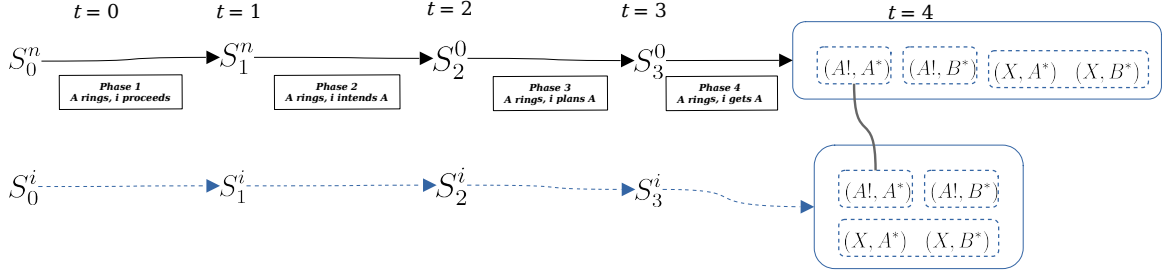 t = 0 t = 1 t = 2 t = 3 t = 4
S_0^n S_1^n S_2^0 S_3^0 (A!, A*) (A!, B*) (X, A*) (X, B*)
Phase 1
A rings, i proceeds
Phase 2
A rings, i intends A
Phase 3
A rings, i plans A
Phase 4
A rings, i gets A
S_0^i S_1^i S_2^i S_3^i
(A!, A*) (A!, B*)
(X, A*) (X, B*)